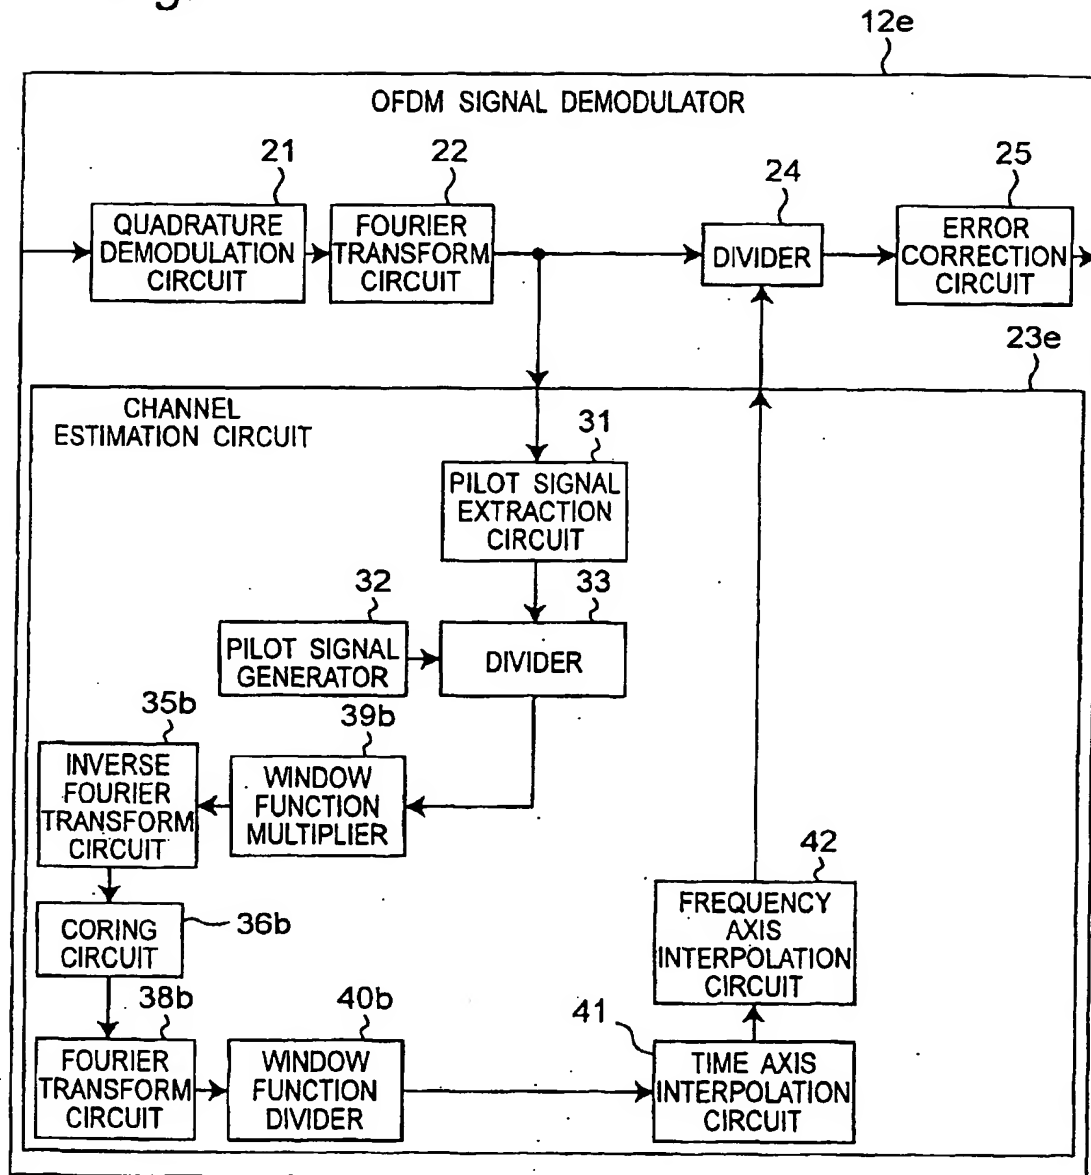 12e
OFDM SIGNAL DEMODULATOR
21
22
24
25
QUADRATURE
DEMODULATION
CIRCUIT
FOURIER
TRANSFORM
CIRCUIT
DIVIDER
ERROR
CORRECTION
CIRCUIT
23e
CHANNEL
ESTIMATION CIRCUIT
31
PILOT SIGNAL
EXTRACTION
CIRCUIT
32
33
PILOT SIGNAL
GENERATOR
DIVIDER
35b
39b
INVERSE
FOURIER
TRANSFORM
CIRCUIT
WINDOW
FUNCTION
MULTIPLIER
42
FREQUENCY
AXIS
INTERPOLATION
CIRCUIT
CORING
CIRCUIT
36b
38b
40b
41
FOURIER
TRANSFORM
CIRCUIT
WINDOW
FUNCTION
DIVIDER
TIME AXIS
INTERPOLATION
CIRCUIT